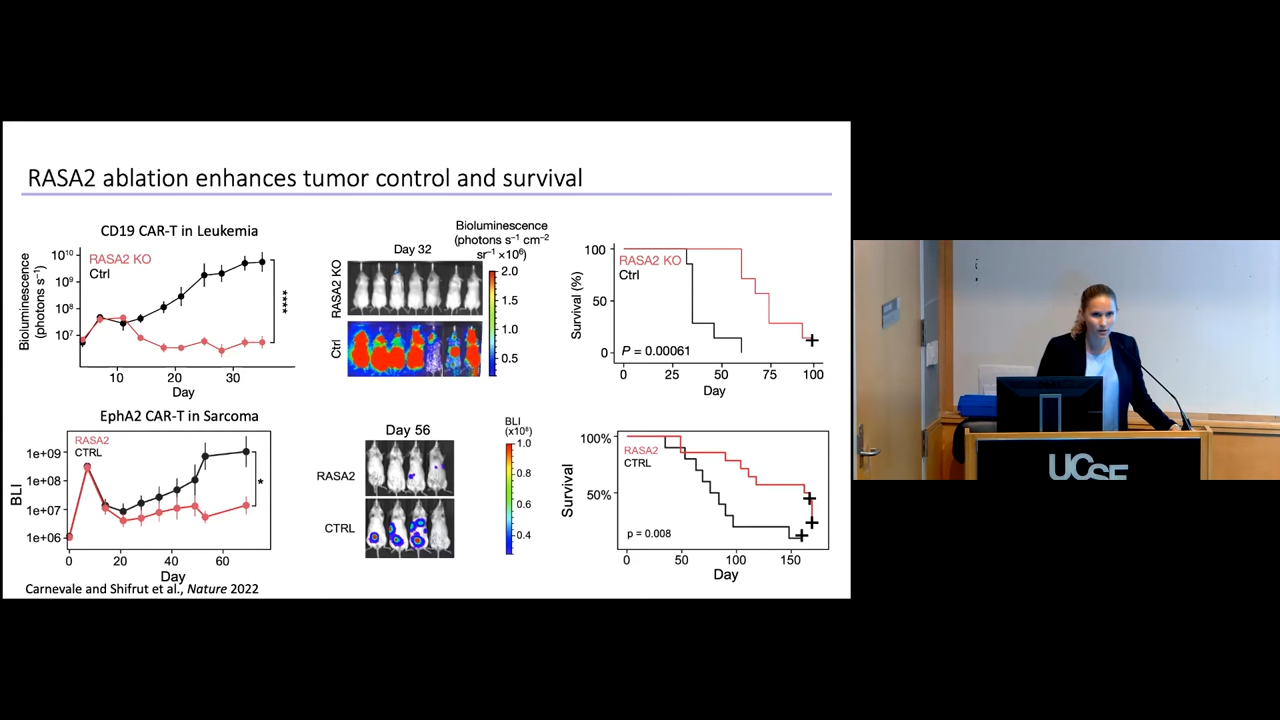 RASA2 ablation enhances tumor control and survival
CD19 CAR-T in Leukemia
Bioluminescence
(photons s⁻¹)
10¹⁰
10⁹
10⁸
10⁷
RASA2 KO
Ctrl
****
10
20
30
Day
Day 32
Bioluminescence
(photons s⁻¹ cm⁻²
sr⁻¹ ×10⁶)
RASA2 KO
Ctrl
2.0
1.5
1.0
0.5
Survival (%)
100
50
0
RASA2 KO
Ctrl
P = 0.00061
0
25
50
75
100
Day
EphA2 CAR-T in Sarcoma
BLI
1e+09
1e+08
1e+07
1e+06
RASA2
CTRL
*
0
20
40
60
Day
Day 56
RASA2
CTRL
BLI
(x10⁶)
1.0
0.8
0.6
0.4
Survival
100%
50%
RASA2
CTRL
p = 0.008
0
50
100
150
Day
Carnevale and Shifrut et al., Nature 2022
UCSF